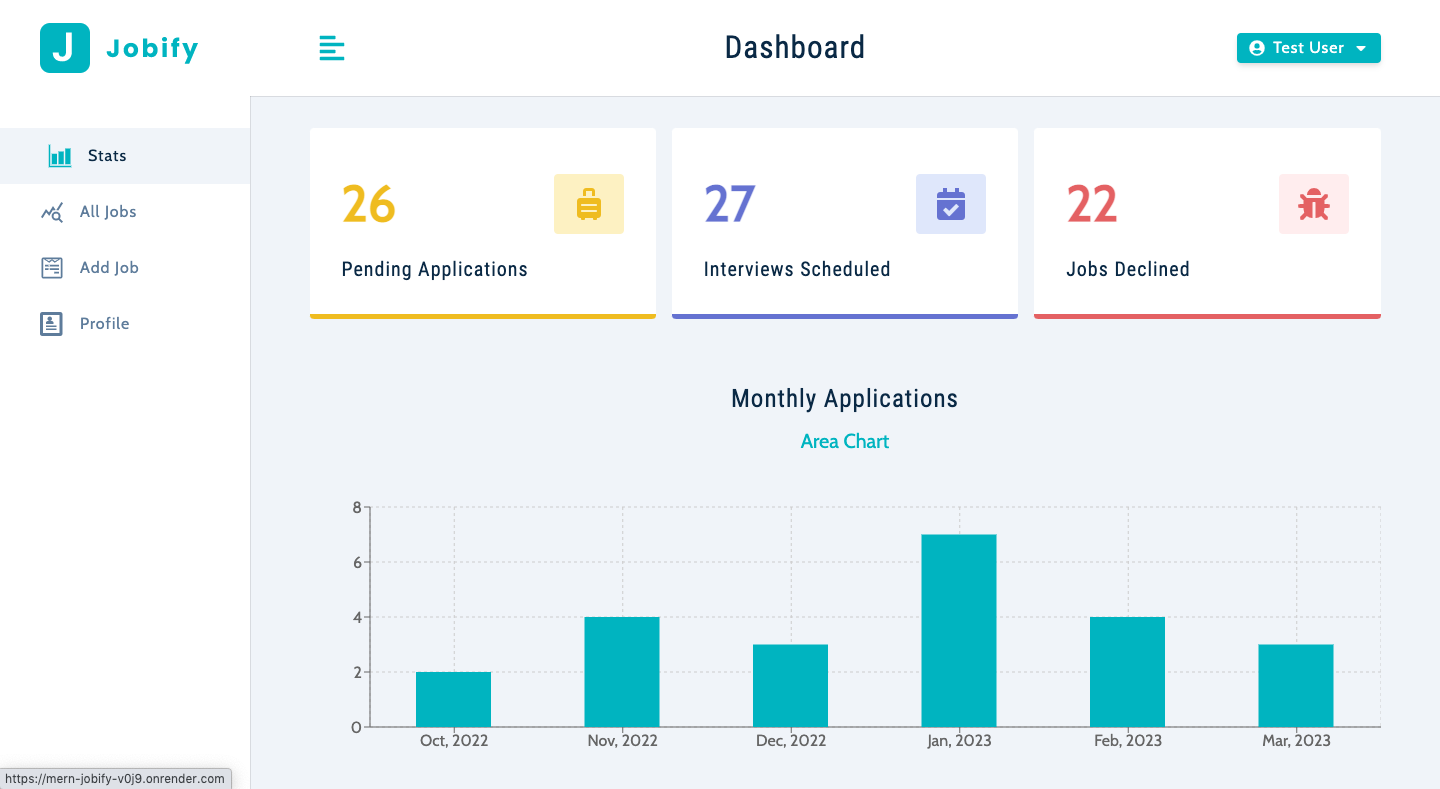 J Jobify
Dashboard
Test User
Stats
All Jobs
Add Job
Profile
26
Pending Applications
27
Interviews Scheduled
22
Jobs Declined
Monthly Applications
Area Chart
8
6
4
2
0
Oct, 2022 Nov, 2022 Dec, 2022 Jan, 2023 Feb, 2023 Mar, 2023
https://mern-jobify-v0j9.onrender.com